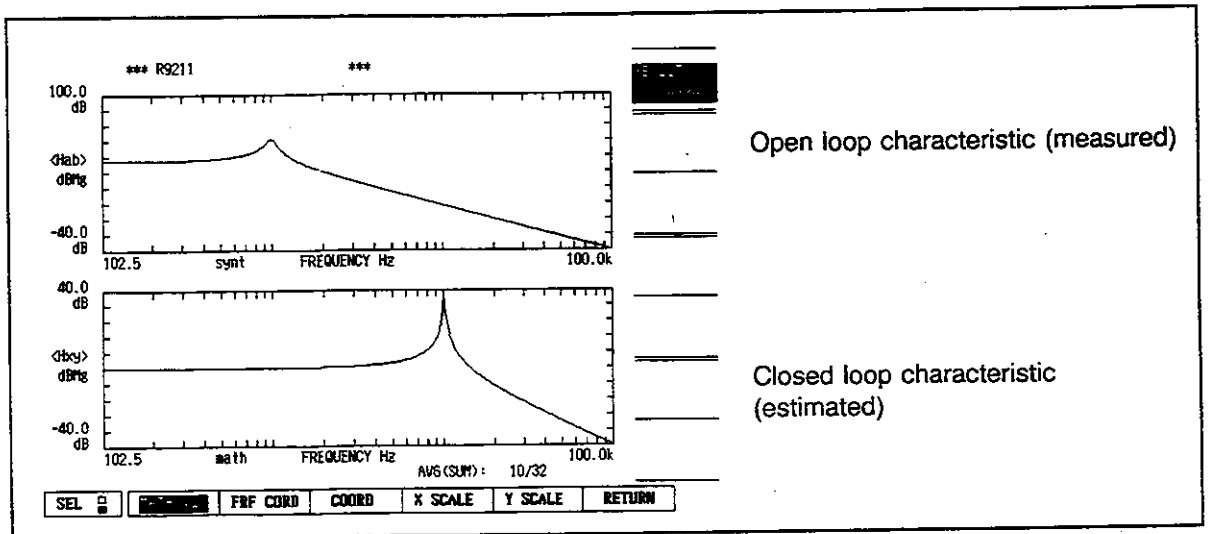 *** R9211 ***
100.0
dB
<Hab>
dBMg
-40.0
dB
102.5 synt FREQUENCY Hz 100.0k
40.0
dB
<Hxy>
dBMg
-40.0
dB
102.5 math FREQUENCY Hz 100.0k
AVG(SUM): 10/32
SEL FRF CORD COORD X SCALE Y SCALE RETURN
Open loop characteristic (measured)
Closed loop characteristic
(estimated)